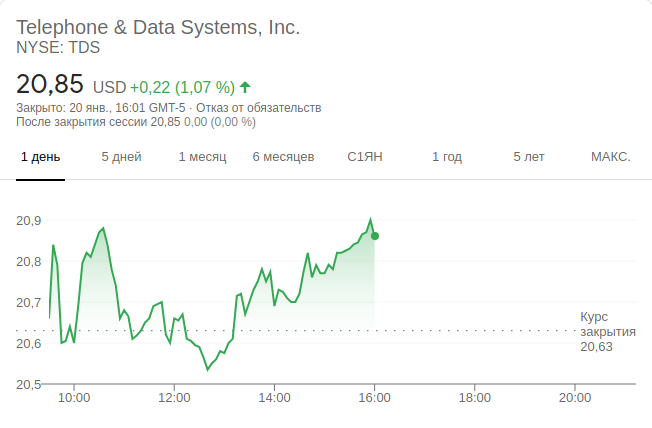 Telephone & Data Systems, Inc.
NYSE: TDS
20,85 USD +0,22 (1,07 %)
Закрыто: 20 янв., 16:01 GMT-5 · Отказ от обязательств
После закрытия сессии 20,85 0,00 (0,00 %)
1 день 5 дней 1 месяц 6 месяцев С1ЯН 1 год 5 лет МАКС.
20,9
20,8
20,7
20,6
20,5
Курс
закрытия
20,63
10:00 12:00 14:00 16:00 18:00 20:00